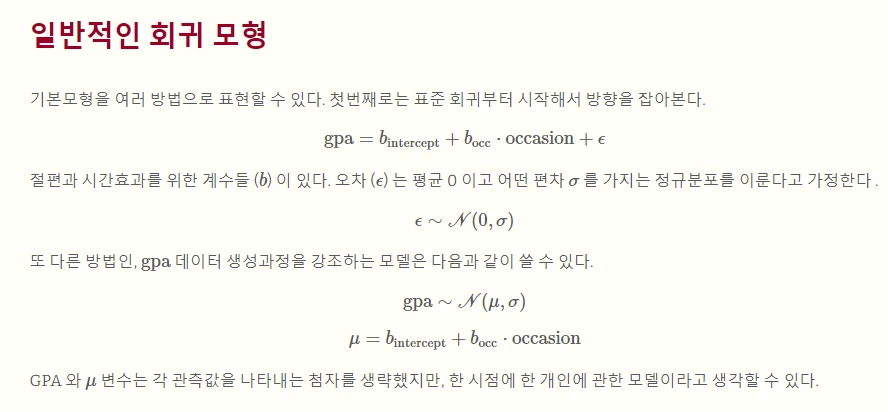 일반적인 회귀 모형
기본모형을 여러 방법으로 표현할 수 있다. 첫번째로는 표준 회귀부터 시작해서 방향을 잡아본다.
gpa = b_intercept + b_occ · occasion + ϵ
절편과 시간효과를 위한 계수들 (b) 이 있다. 오차 (ϵ) 는 평균 0 이고 어떤 편차 σ 를 가지는 정규분포를 이룬다고 가정한다 .
ϵ ∼ 𝒩(0, σ)
또 다른 방법인, gpa 데이터 생성과정을 강조하는 모델은 다음과 같이 쓸 수 있다.
gpa ∼ 𝒩(μ, σ)
μ = b_intercept + b_occ · occasion
GPA 와 μ 변수는 각 관측값을 나타내는 첨자를 생략했지만, 한 시점에 한 개인에 관한 모델이라고 생각할 수 있다.